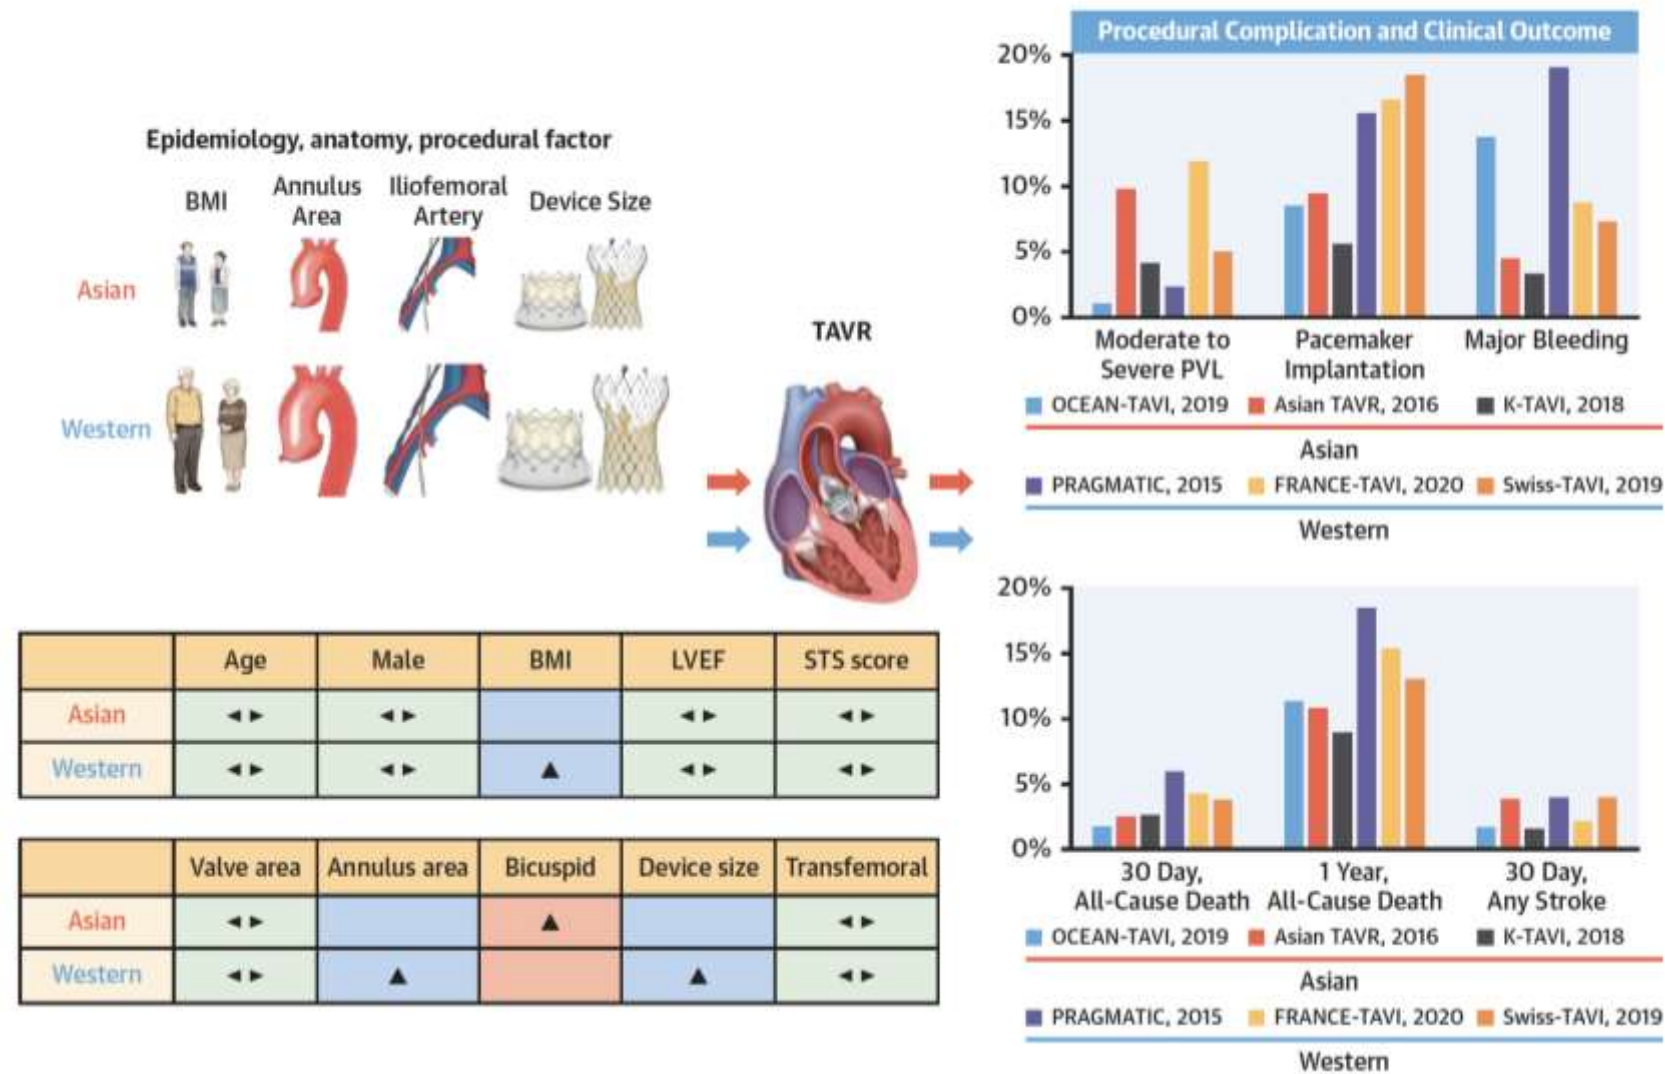 Epidemiology, anatomy, procedural factor
BMI
Annulus
Area
Iliofemoral
Artery
Device Size
Asian
Western
TAVR
Age Male BMI LVEF STS score
Asian ◄ ► ◄ ► ◄ ► ◄ ►
Western ◄ ► ◄ ► ▲ ◄ ► ◄ ►
Valve area Annulus area Bicuspid Device size Transfemoral
Asian ◄ ► ▲ ◄ ►
Western ◄ ► ▲ ▲ ◄ ►
Procedural Complication and Clinical Outcome
20%
15%
10%
5%
0%
Moderate to
Severe PVL
Pacemaker
Implantation
Major Bleeding
OCEAN-TAVI, 2019 Asian TAVR, 2016 K-TAVI, 2018
Asian
PRAGMATIC, 2015 FRANCE-TAVI, 2020 Swiss-TAVI, 2019
Western
20%
15%
10%
5%
0%
30 Day,
All-Cause Death
1 Year,
All-Cause Death
30 Day,
Any Stroke
OCEAN-TAVI, 2019 Asian TAVR, 2016 K-TAVI, 2018
Asian
PRAGMATIC, 2015 FRANCE-TAVI, 2020 Swiss-TAVI, 2019
Western